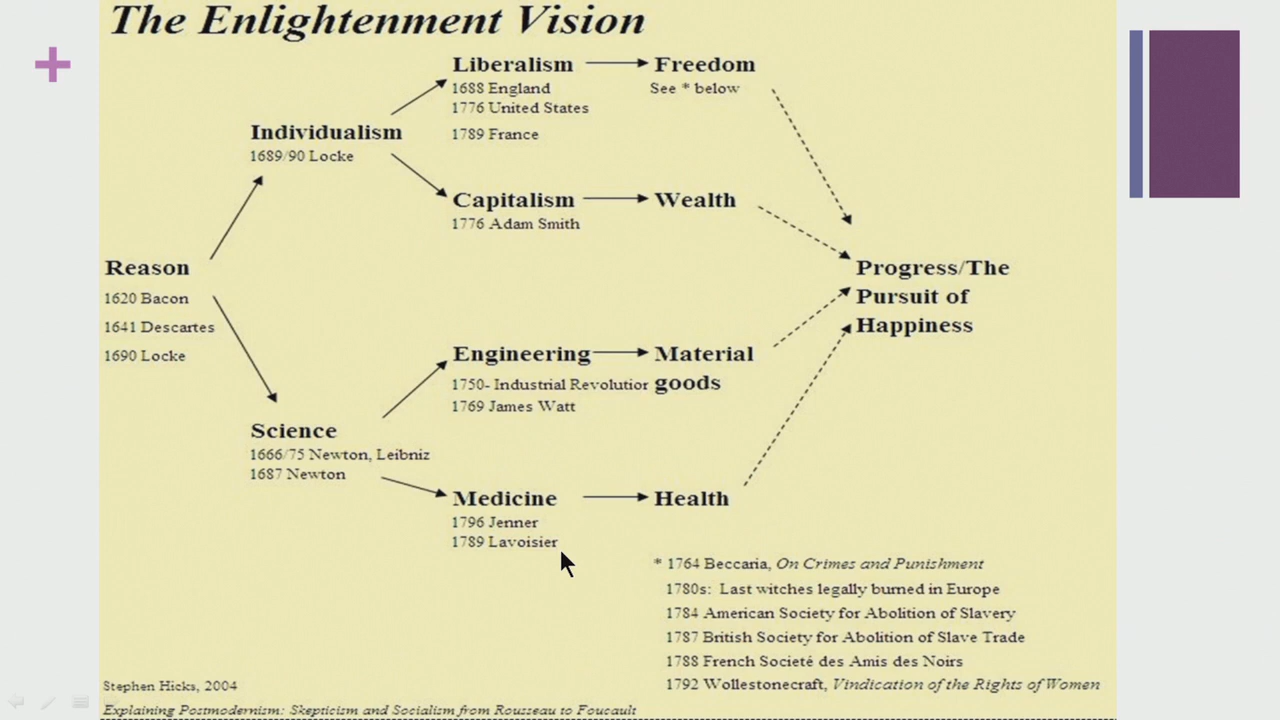 The Enlightenment Vision
Liberalism
1688 England
1776 United States
1789 France
Freedom
See * below
Individualism
1689/90 Locke
Capitalism
1776 Adam Smith
Wealth
Reason
1620 Bacon
1641 Descartes
1690 Locke
Progress/The
Pursuit of
Happiness
Engineering
1750- Industrial Revolution
1769 James Watt
Material
goods
Science
1666/75 Newton, Leibniz
1687 Newton
Medicine
1796 Jenner
1789 Lavoisier
Health
* 1764 Beccaria, On Crimes and Punishment
1780s: Last witches legally burned in Europe
1784 American Society for Abolition of Slavery
1787 British Society for Abolition of Slave Trade
1788 French Societé des Amis des Noirs
1792 Wollestonecraft, Vindication of the Rights of Women
Stephen Hicks, 2004
Explaining Postmodernism: Skepticism and Socialism from Rousseau to Foucault